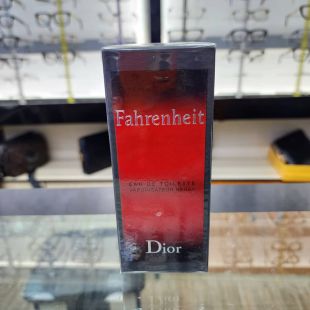 Fahrenheit
EAU DE TOILETTE
VAPORISATEUR SPRAY
Dior